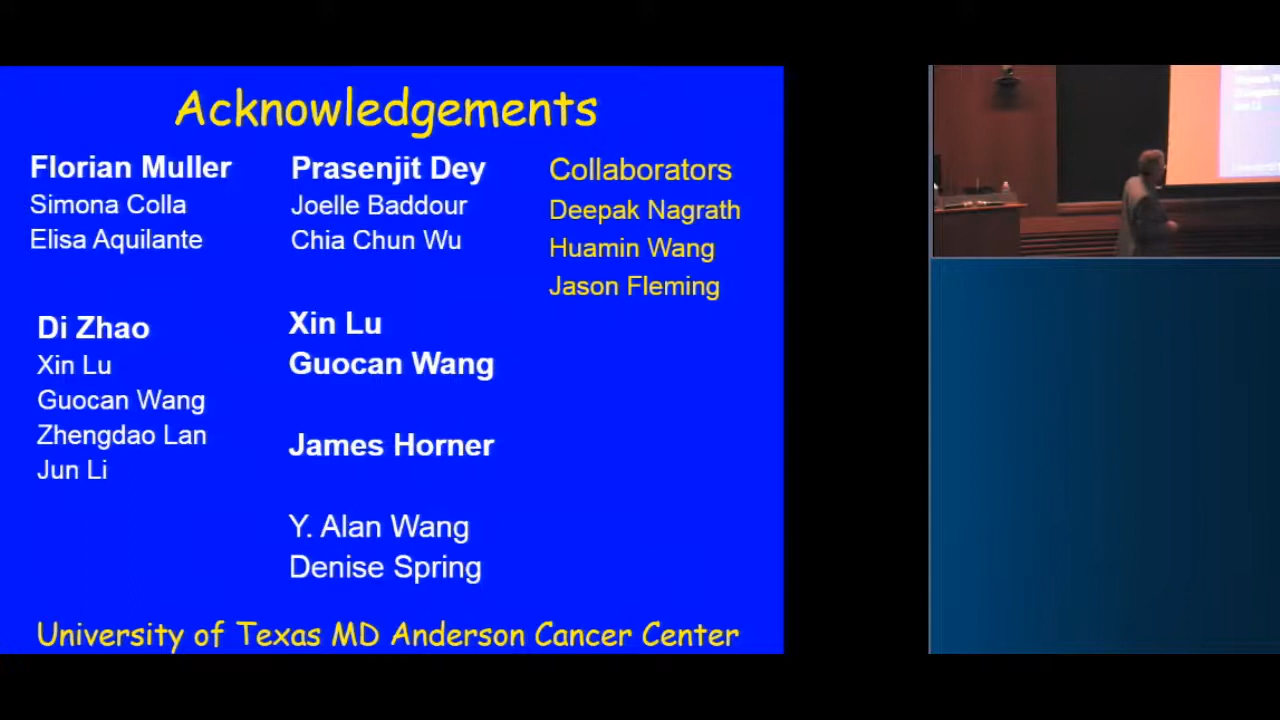 Acknowledgements
Florian Muller
Simona Colla
Elisa Aquilante
Prasenjit Dey
Joelle Baddour
Chia Chun Wu
Collaborators
Deepak Nagrath
Huamin Wang
Jason Fleming
Di Zhao
Xin Lu
Guocan Wang
Zhengdao Lan
Jun Li
Xin Lu
Guocan Wang
James Horner
Y. Alan Wang
Denise Spring
University of Texas MD Anderson Cancer Center